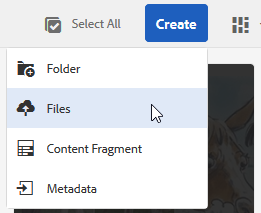 Select All
Create
Folder
Files
Content Fragment
Metadata